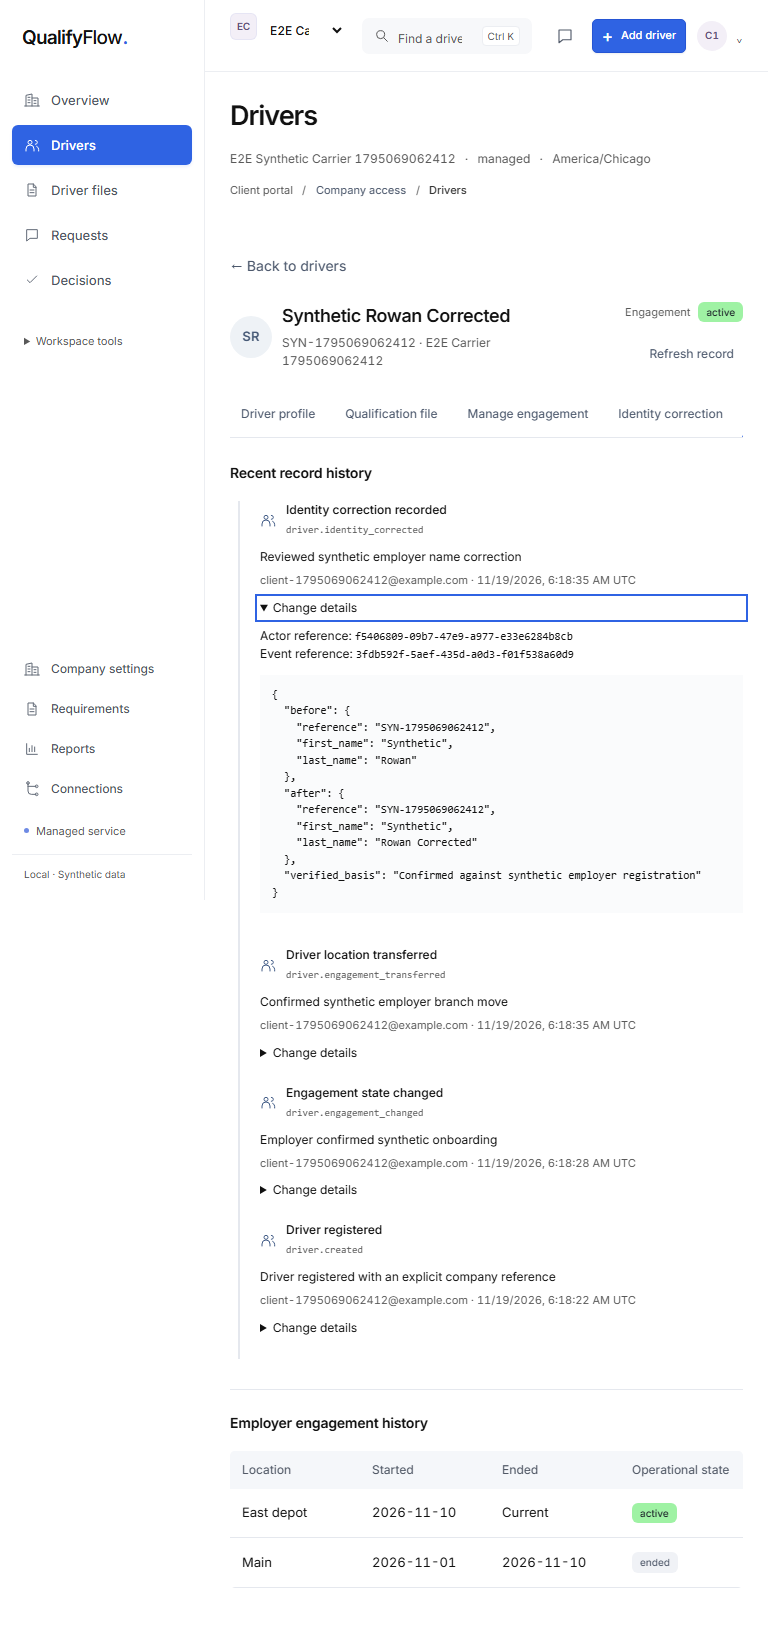 QualifyFlow.
EC
E2E Ca
Find a drive
Ctrl K
+ Add driver
C1
Overview
Drivers
Driver files
Requests
Decisions
Workspace tools
Company settings
Requirements
Reports
Connections
Managed service
Local · Synthetic data
Drivers
E2E Synthetic Carrier 1795069062412 · managed · America/Chicago
Client portal / Company access / Drivers
← Back to drivers
SR
Synthetic Rowan Corrected
SYN-1795069062412 · E2E Carrier
1795069062412
Engagement active
Refresh record
Driver profile
Qualification file
Manage engagement
Identity correction
Recent record history
Identity correction recorded
driver.identity_corrected
Reviewed synthetic employer name correction
client-1795069062412@example.com · 11/19/2026, 6:18:35 AM UTC
▼ Change details
Actor reference: f5406809-09b7-47e9-a977-e33e6284b8cb
Event reference: 3fdb592f-5aef-435d-a0d3-f01f538a60d9
{
"before": {
"reference": "SYN-1795069062412",
"first_name": "Synthetic",
"last_name": "Rowan"
},
"after": {
"reference": "SYN-1795069062412",
"first_name": "Synthetic",
"last_name": "Rowan Corrected"
},
"verified_basis": "Confirmed against synthetic employer registration"
}
Driver location transferred
driver.engagement_transferred
Confirmed synthetic employer branch move
client-1795069062412@example.com · 11/19/2026, 6:18:35 AM UTC
▶ Change details
Engagement state changed
driver.engagement_changed
Employer confirmed synthetic onboarding
client-1795069062412@example.com · 11/19/2026, 6:18:28 AM UTC
▶ Change details
Driver registered
driver.created
Driver registered with an explicit company reference
client-1795069062412@example.com · 11/19/2026, 6:18:22 AM UTC
▶ Change details
Employer engagement history
Location Started Ended Operational state
East depot 2026-11-10 Current active
Main 2026-11-01 2026-11-10 ended